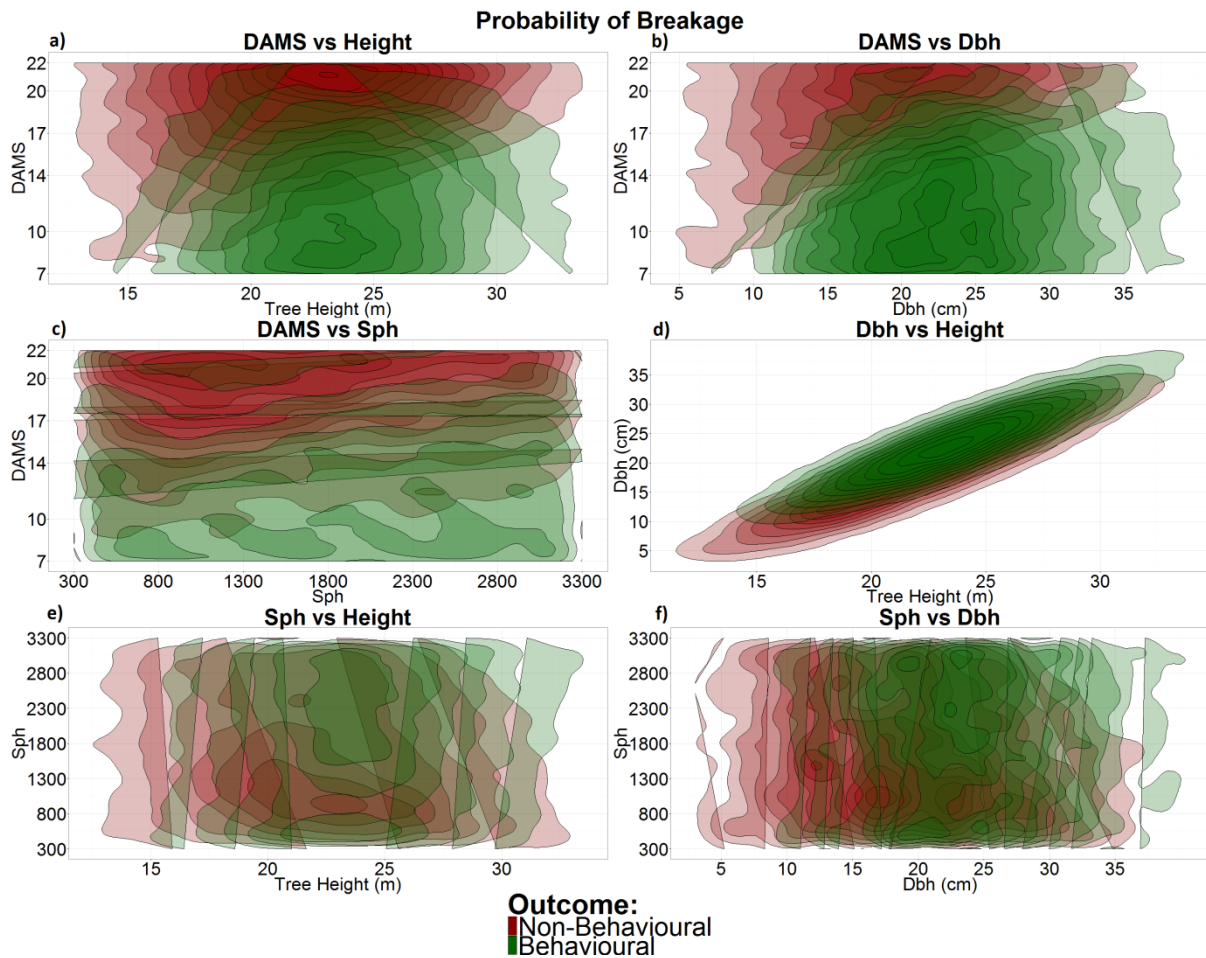 Probability of Breakage
a) DAMS vs Height
22
20
17
14
10
7
DAMS
15 20 25 30
Tree Height (m)
b) DAMS vs Dbh
22
20
17
14
10
7
DAMS
5 10 15 20 25 30 35
Dbh (cm)
c) DAMS vs Sph
22
20
17
14
10
7
DAMS
300 800 1300 1800 2300 2800 3300
Sph
d) Dbh vs Height
35
30
25
20
15
10
5
Dbh (cm)
15 20 25 30
Tree Height (m)
e) Sph vs Height
3300
2800
2300
1800
1300
800
300
Sph
15 20 25 30
Tree Height (m)
f) Sph vs Dbh
3300
2800
2300
1800
1300
800
300
Sph
5 10 15 20 25 30 35
Dbh (cm)
Outcome:
Non-Behavioural
Behavioural